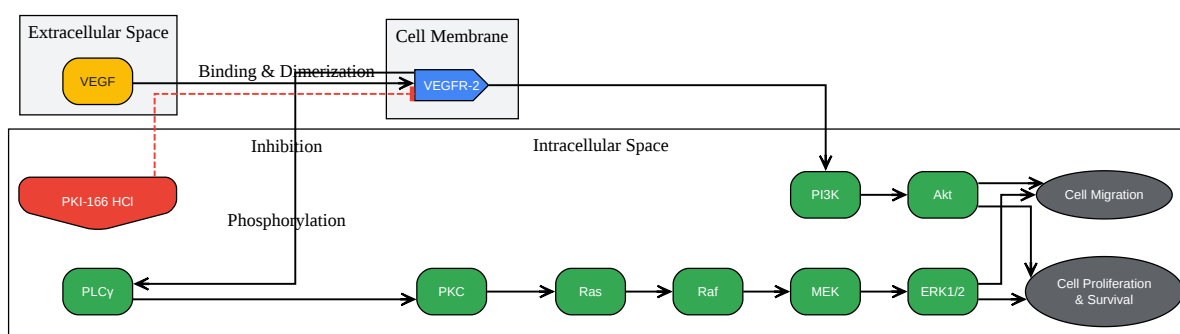 Extracellular Space
Cell Membrane
VEGF
Binding & Dimerization
VEGFR-2
Inhibition
Intracellular Space
PKI-166 HCl
PI3K
Akt
Cell Migration
Phosphorylation
PLCγ
PKC
Ras
Raf
MEK
ERK1/2
Cell Proliferation
& Survival